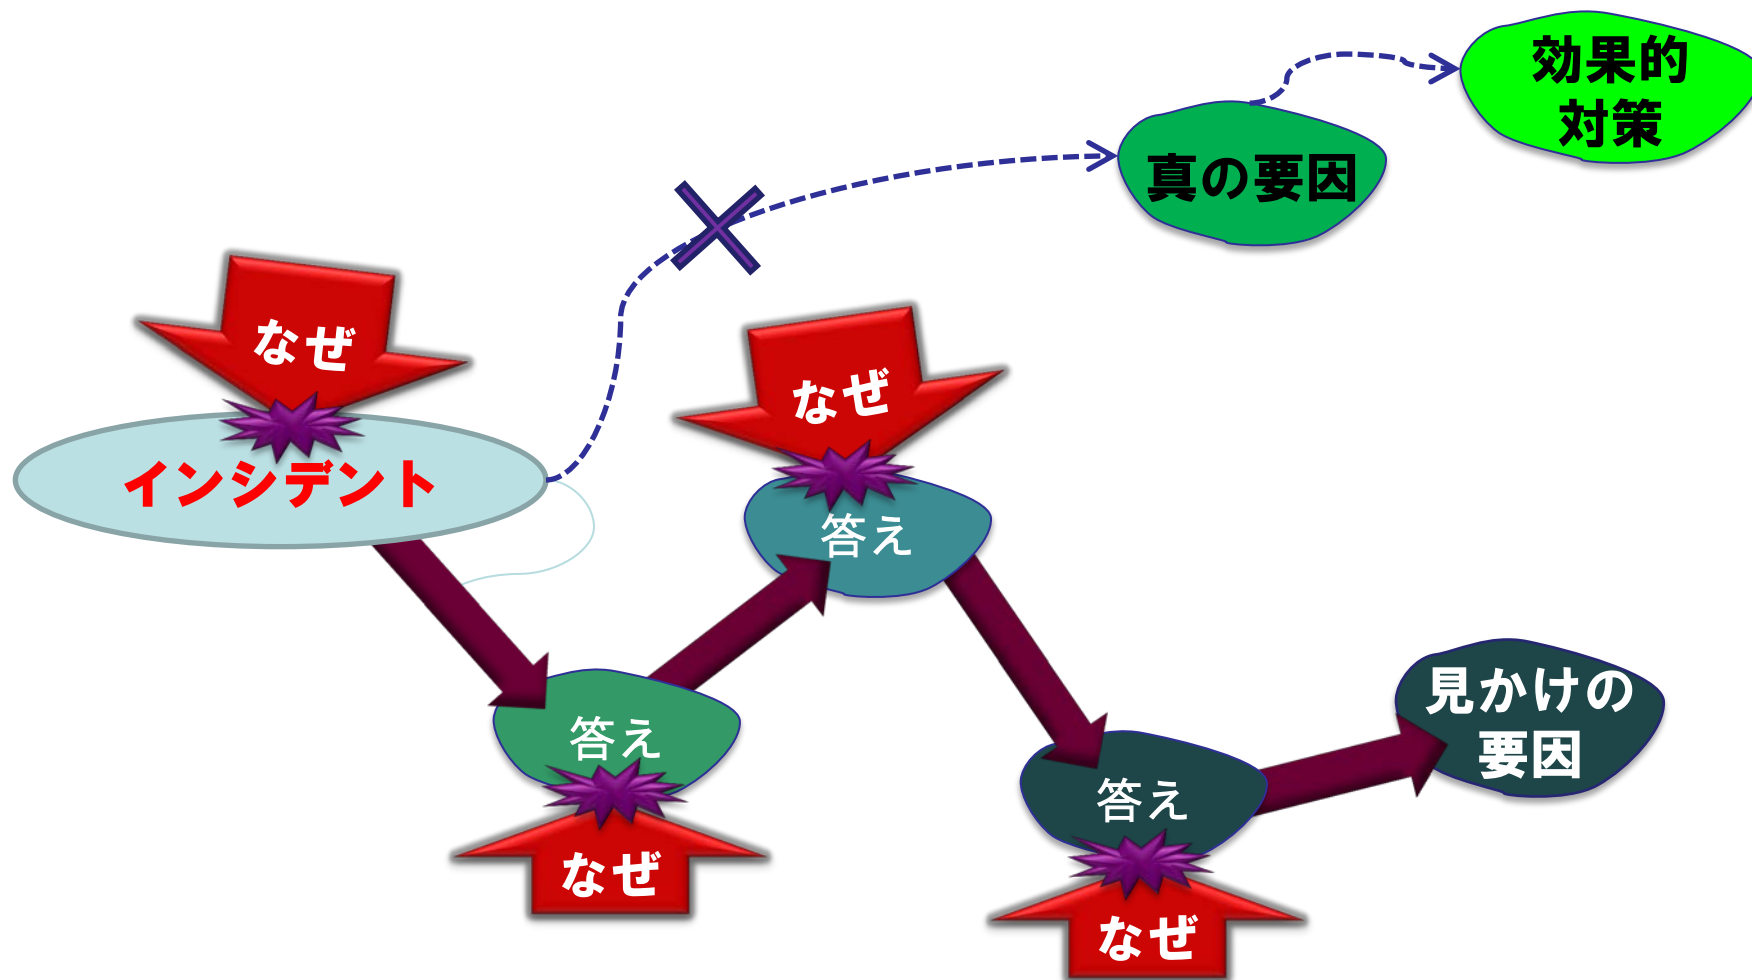 効果的
対策
真の要因
なぜ
なぜ
インシデント
答え
答え
なぜ
見かけの
要因
答え
なぜ